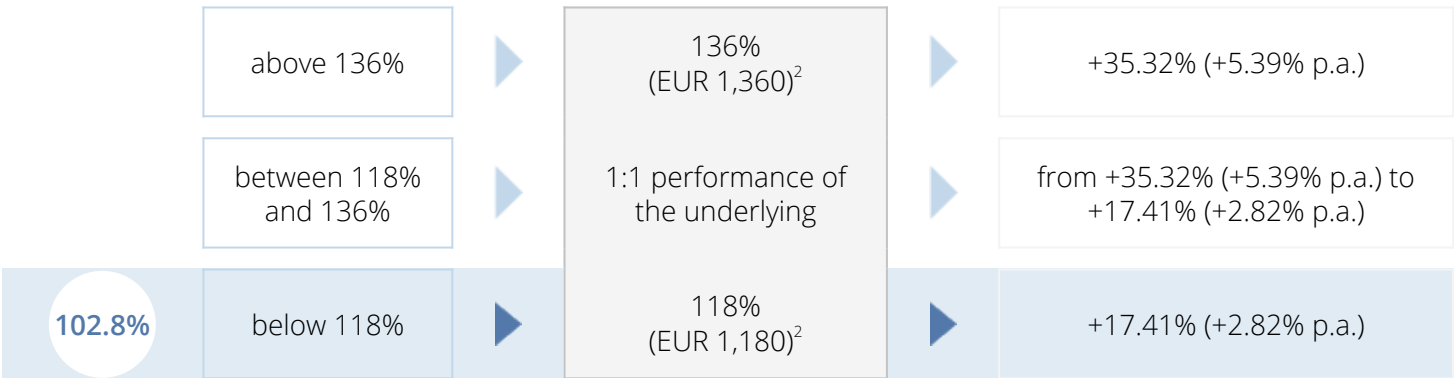 above 136%
136%
(EUR 1,360)²
+35.32% (+5.39% p.a.)
between 118%
and 136%
1:1 performance of
the underlying
from +35.32% (+5.39% p.a.) to
+17.41% (+2.82% p.a.)
102.8%
below 118%
118%
(EUR 1,180)²
+17.41% (+2.82% p.a.)